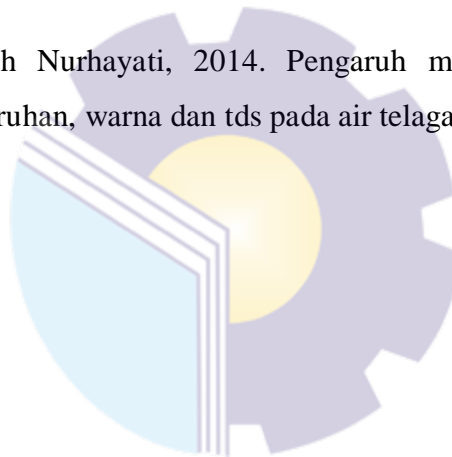 h Nurhayati, 2014. Pengaruh m
ruhan, warna dan tds pada air telaga